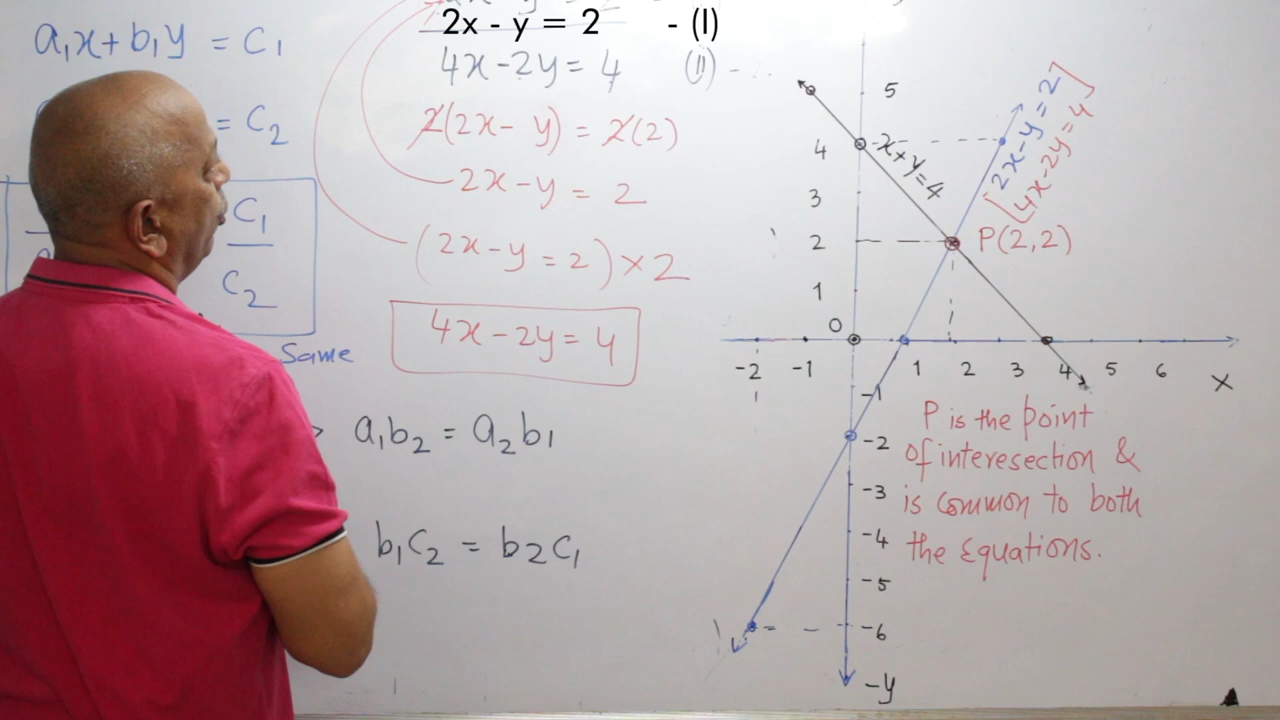 a₁x + b₁y = C₁
= C₂
C₁
C₂
Same
a₁b₂ = a₂b₁
b₁C₂ = b₂C₁
2x - y = 2 - (I)
4x - 2y = 4 (II) -
2(2x - y) = 2(2)
2x - y = 2
(2x - y = 2) × 2
4x - 2y = 4
5
4
3
2
1
0
-2 -1 1 2 3 4 5 6 X
-1
-2
-3
-4
-5
-6
-y
x + y = 4
[2x - y = 2
4x - 2y = 4]
P(2,2)
P is the point
Of interesection &
is common to both
the Equations.